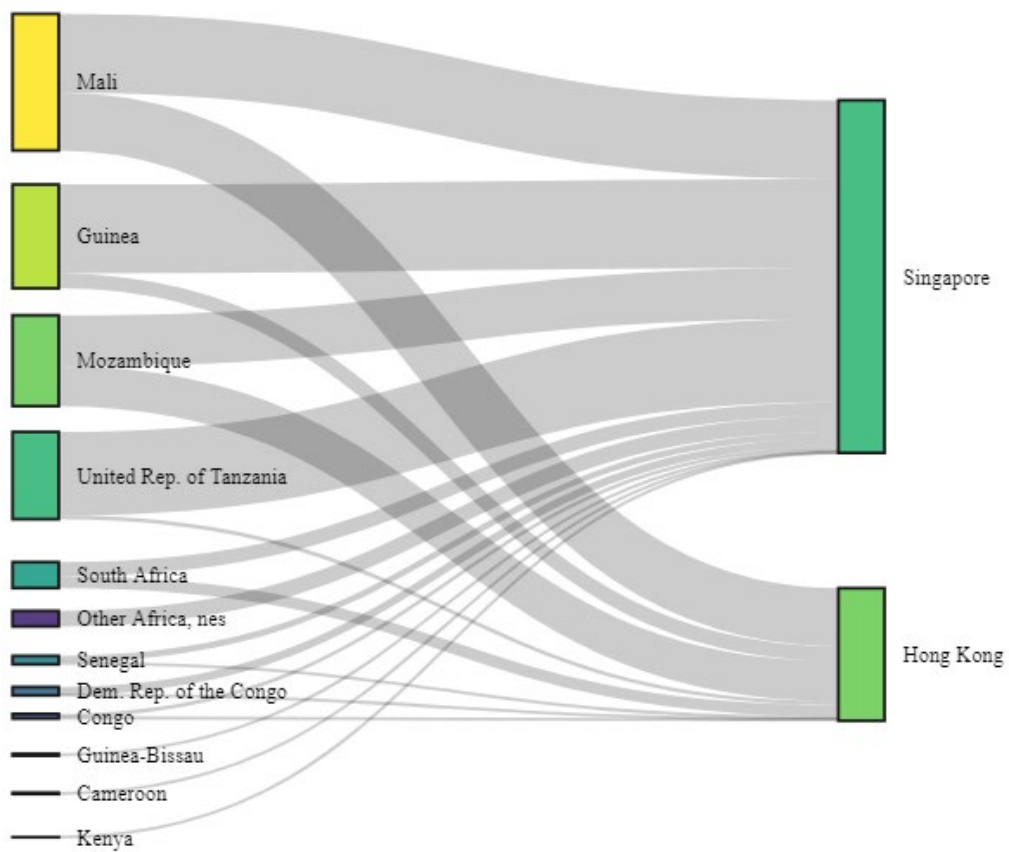 Mali
Guinea
Mozambique
United Rep. of Tanzania
South Africa
Other Africa, nes
Senegal
Dem. Rep. of the Congo
Congo
Guinea-Bissau
Cameroon
Kenya
Singapore
Hong Kong